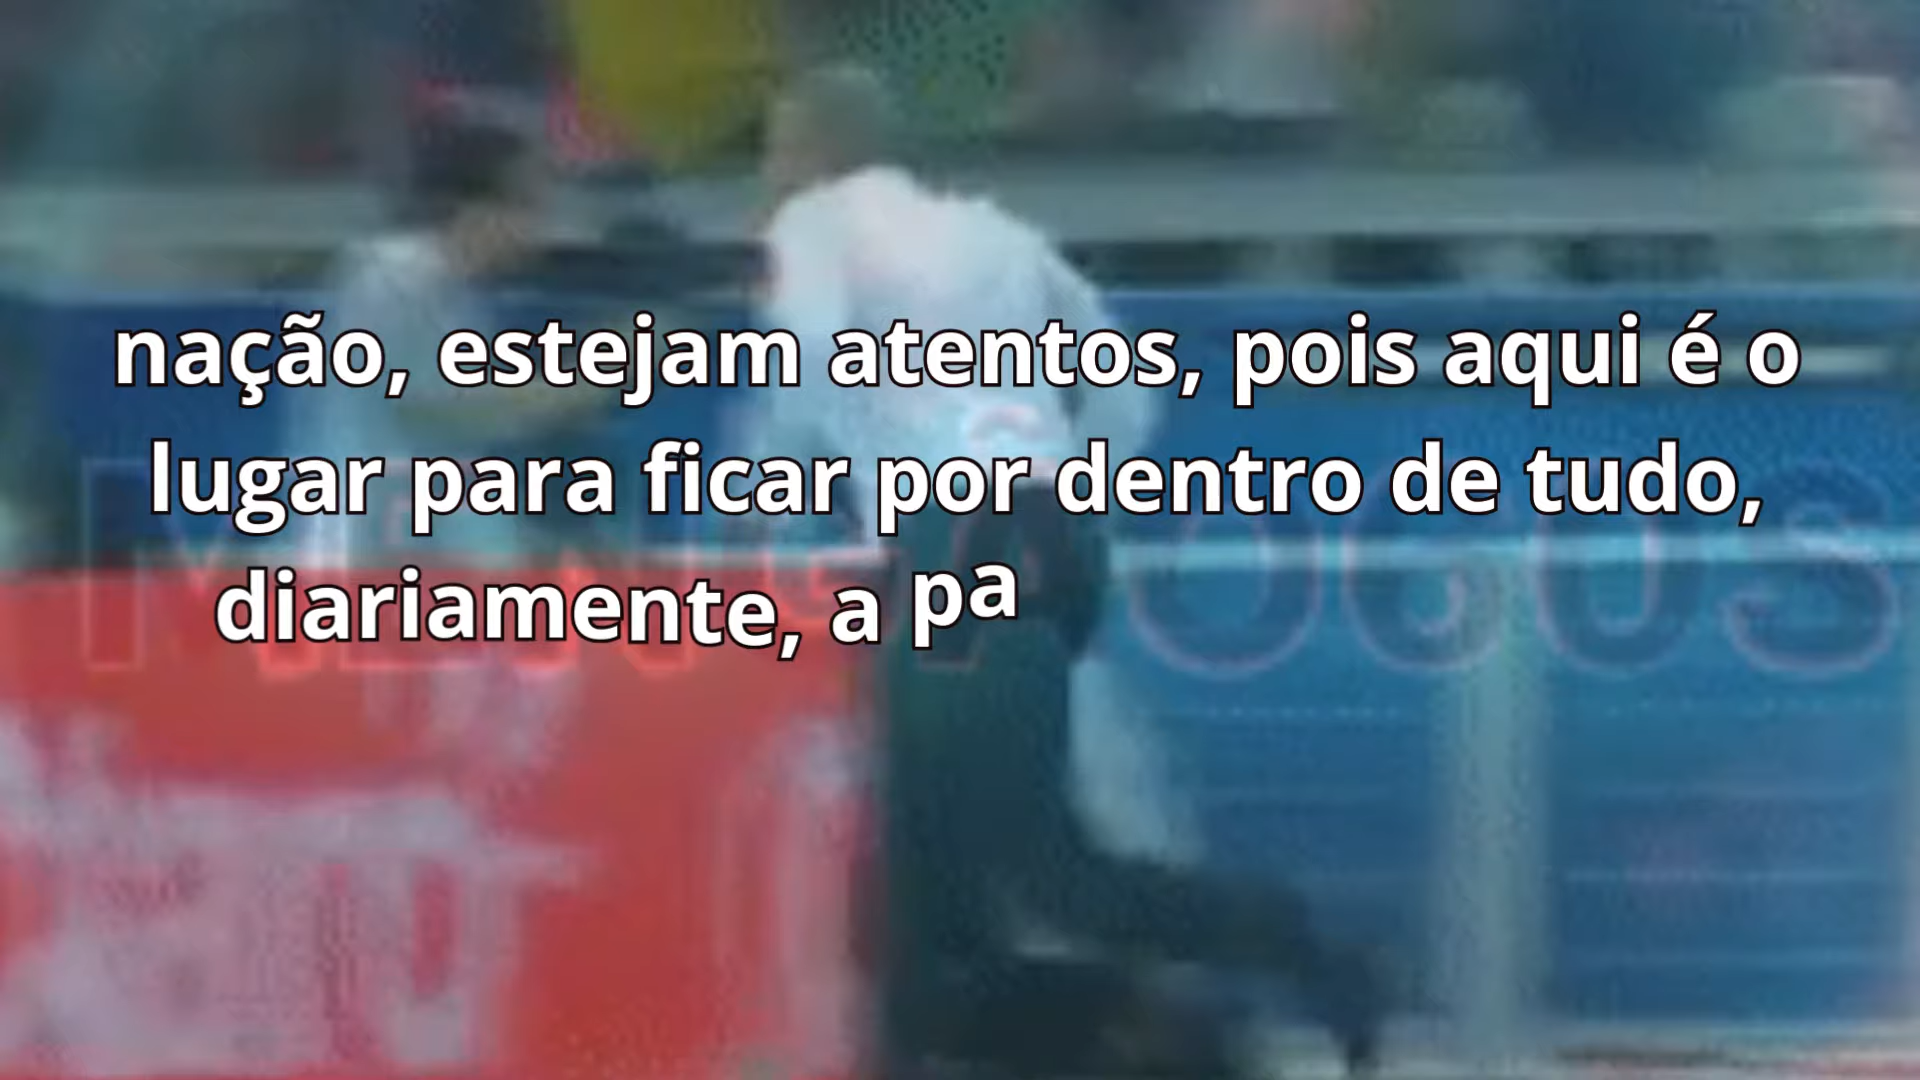 nação, estejam atentos, pois aqui é o
lugar para ficar por dentro de tudo,
diariamente, a pa